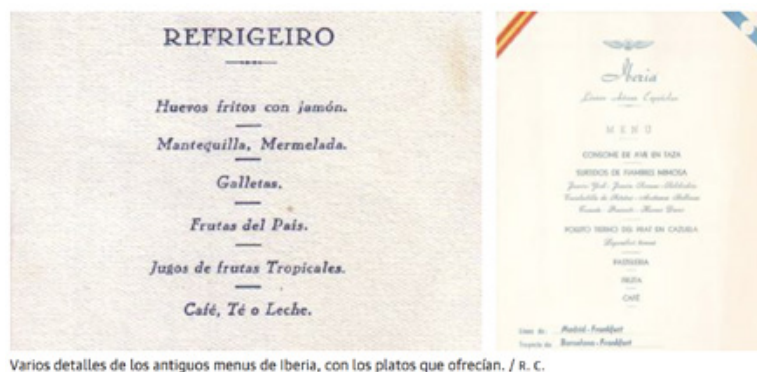 REFRIGEIRO
Huevos fritos con jamón.
Mantequilla, Mermelada.
Galletas.
Frutas del Pais.
Jugos de frutas Tropicales.
Café, Té o Leche.
Iberia
Líneas Aéreas Españolas
MENU
CONSOME DE AVE EN TAZA
SURTIDOS DE FIAMBRES MIMOSA
POLLITO TIERNO DEL PRAT EN CAZUELA
PASTELERIA
FRUTA
CAFÉ
Madrid - Frankfurt
Barcelona - Frankfurt
Varios detalles de los antiguos menus de Iberia, con los platos que ofrecían. / R. C.